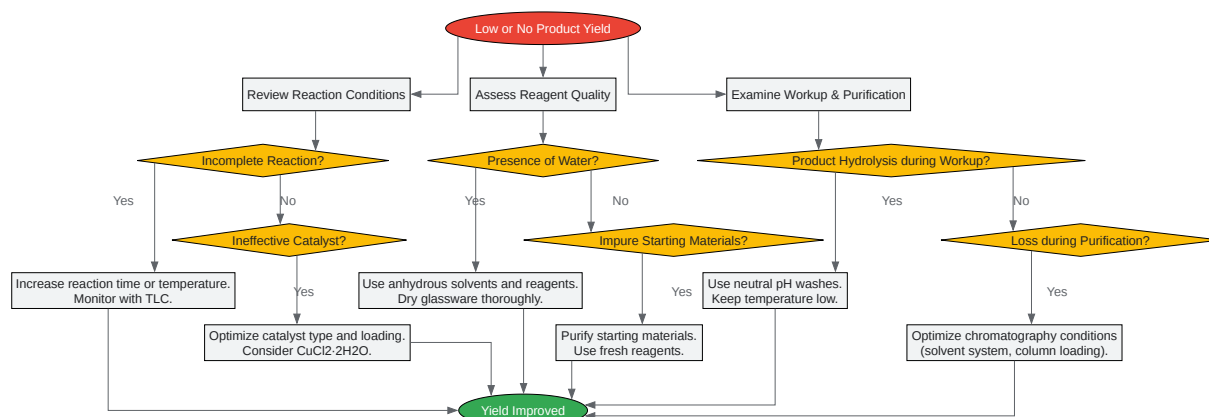 Low or No Product Yield
Review Reaction Conditions
Assess Reagent Quality
Examine Workup & Purification
Incomplete Reaction?
Presence of Water?
Product Hydrolysis during Workup?
Yes
No
Yes
No
Yes
No
Ineffective Catalyst?
Impure Starting Materials?
Loss during Purification?
Increase reaction time or temperature.
Monitor with TLC.
Yes
Use anhydrous solvents and reagents.
Dry glassware thoroughly.
Yes
Use neutral pH washes.
Keep temperature low.
Yes
Optimize catalyst type and loading.
Consider CuCl2·2H2O.
Purify starting materials.
Use fresh reagents.
Optimize chromatography conditions
(solvent system, column loading).
Yield Improved